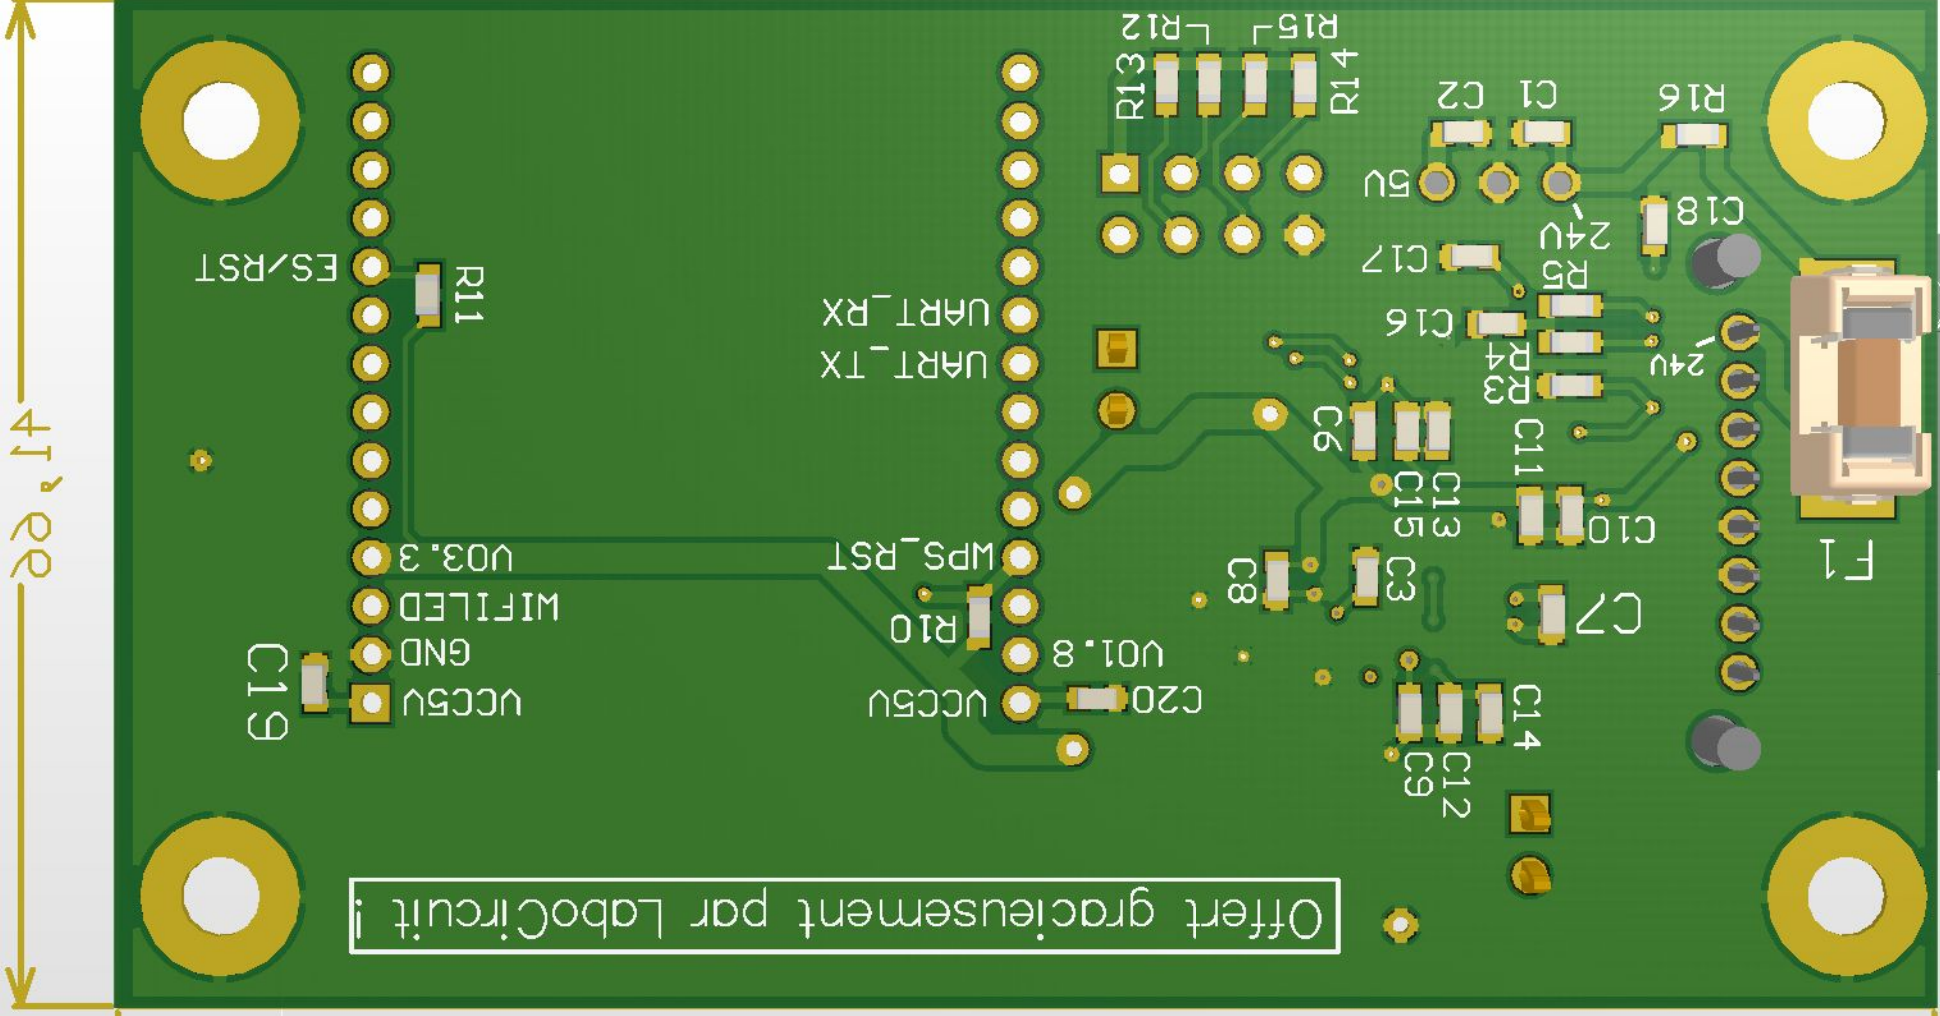 R12
R15
R13
R14
C2
C1
R16
5V
24V
C18
C17
R5
ES/RST
R11
UART_RX
C16
UART_TX
R4
24V
R3
C6
C11
41,66
C15
C13
C10
V03.3
WPS_RST
F1
C8
C3
WIFILED
R10
C7
GND
V01.8
C19
VCC5V
VCC5V
C20
C14
C9
C12
Offert gracieusement par LaboCircuit !